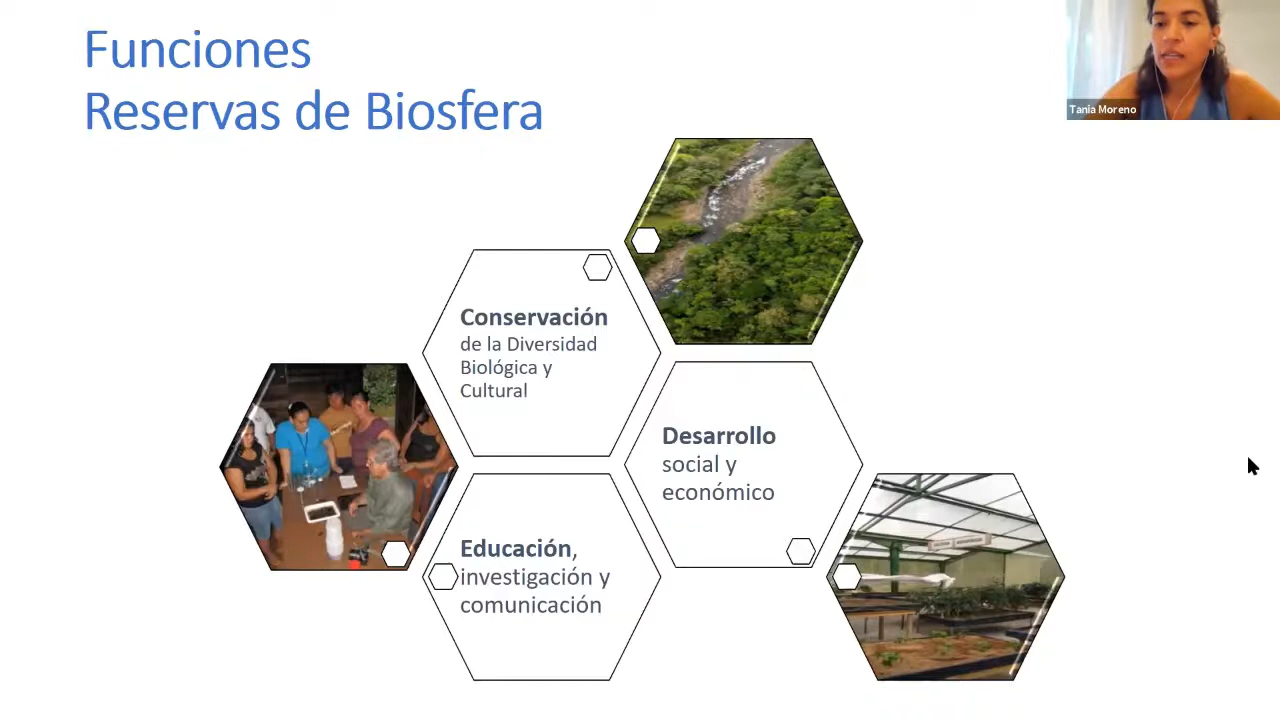 Funciones
Reservas de Biosfera
Tania Moreno
Conservación
de la Diversidad
Biológica y
Cultural
Desarrollo
social y
económico
Educación,
investigación y
comunicación